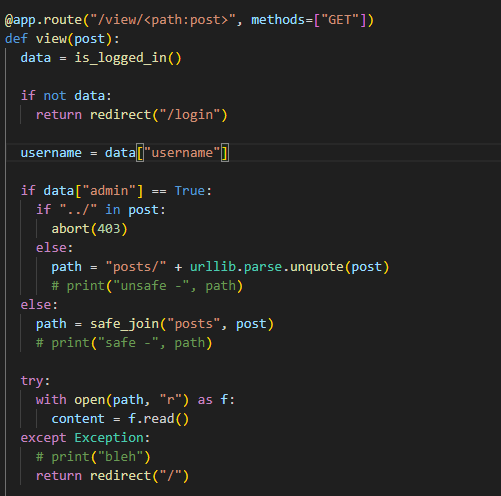 @app.route("/view/<path:post>", methods=["GET"])
def view(post):
  data = is_logged_in()

  if not data:
    return redirect("/login")

  username = data["username"]

  if data["admin"] == True:
    if "../" in post:
      abort(403)
    else:
      path = "posts/" + urllib.parse.unquote(post)
      # print("unsafe -", path)
  else:
    path = safe_join("posts", post)
    # print("safe -", path)

  try:
    with open(path, "r") as f:
      content = f.read()
  except Exception:
    # print("bleh")
    return redirect("/")